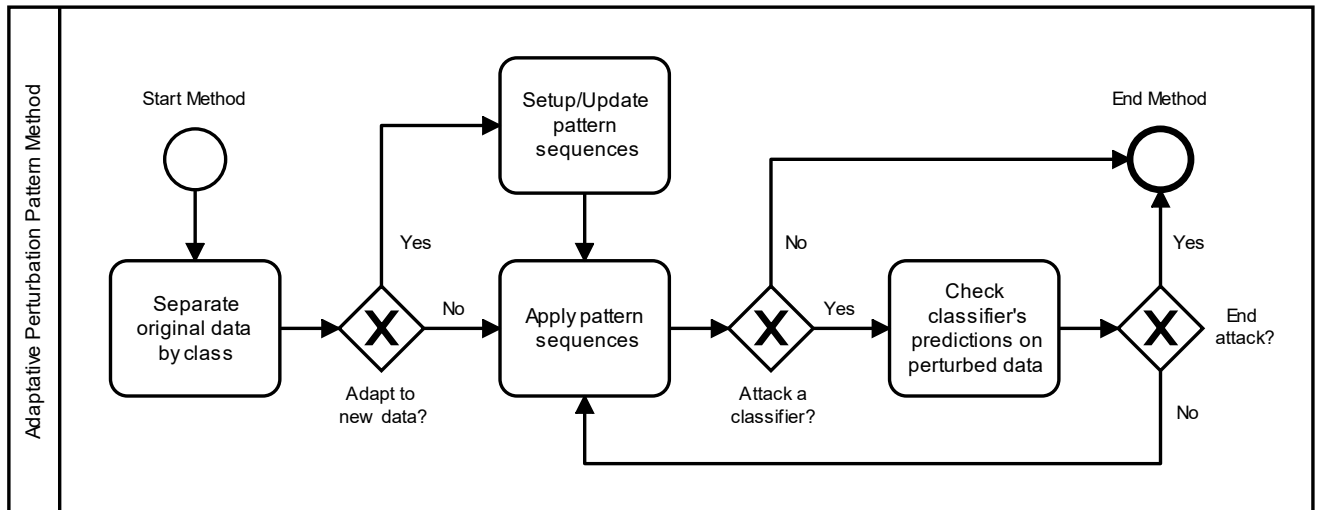 Adaptative Perturbation Pattern Method
Start Method
Separate
original data
by class
Adapt to
new data?
Yes
No
Setup/Update
pattern
sequences
Apply pattern
sequences
Attack a
classifier?
No
Yes
Check
classifier's
predictions on
perturbed data
End
attack?
Yes
No
End Method